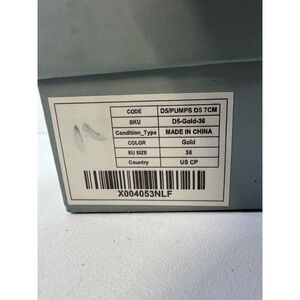 CODE D5/PUMPS D5 7CM
SKU D5-Gold-36
Condition_Type MADE IN CHINA
COLOR Gold
RU SIZE 36
Country US CP
X004053NLF